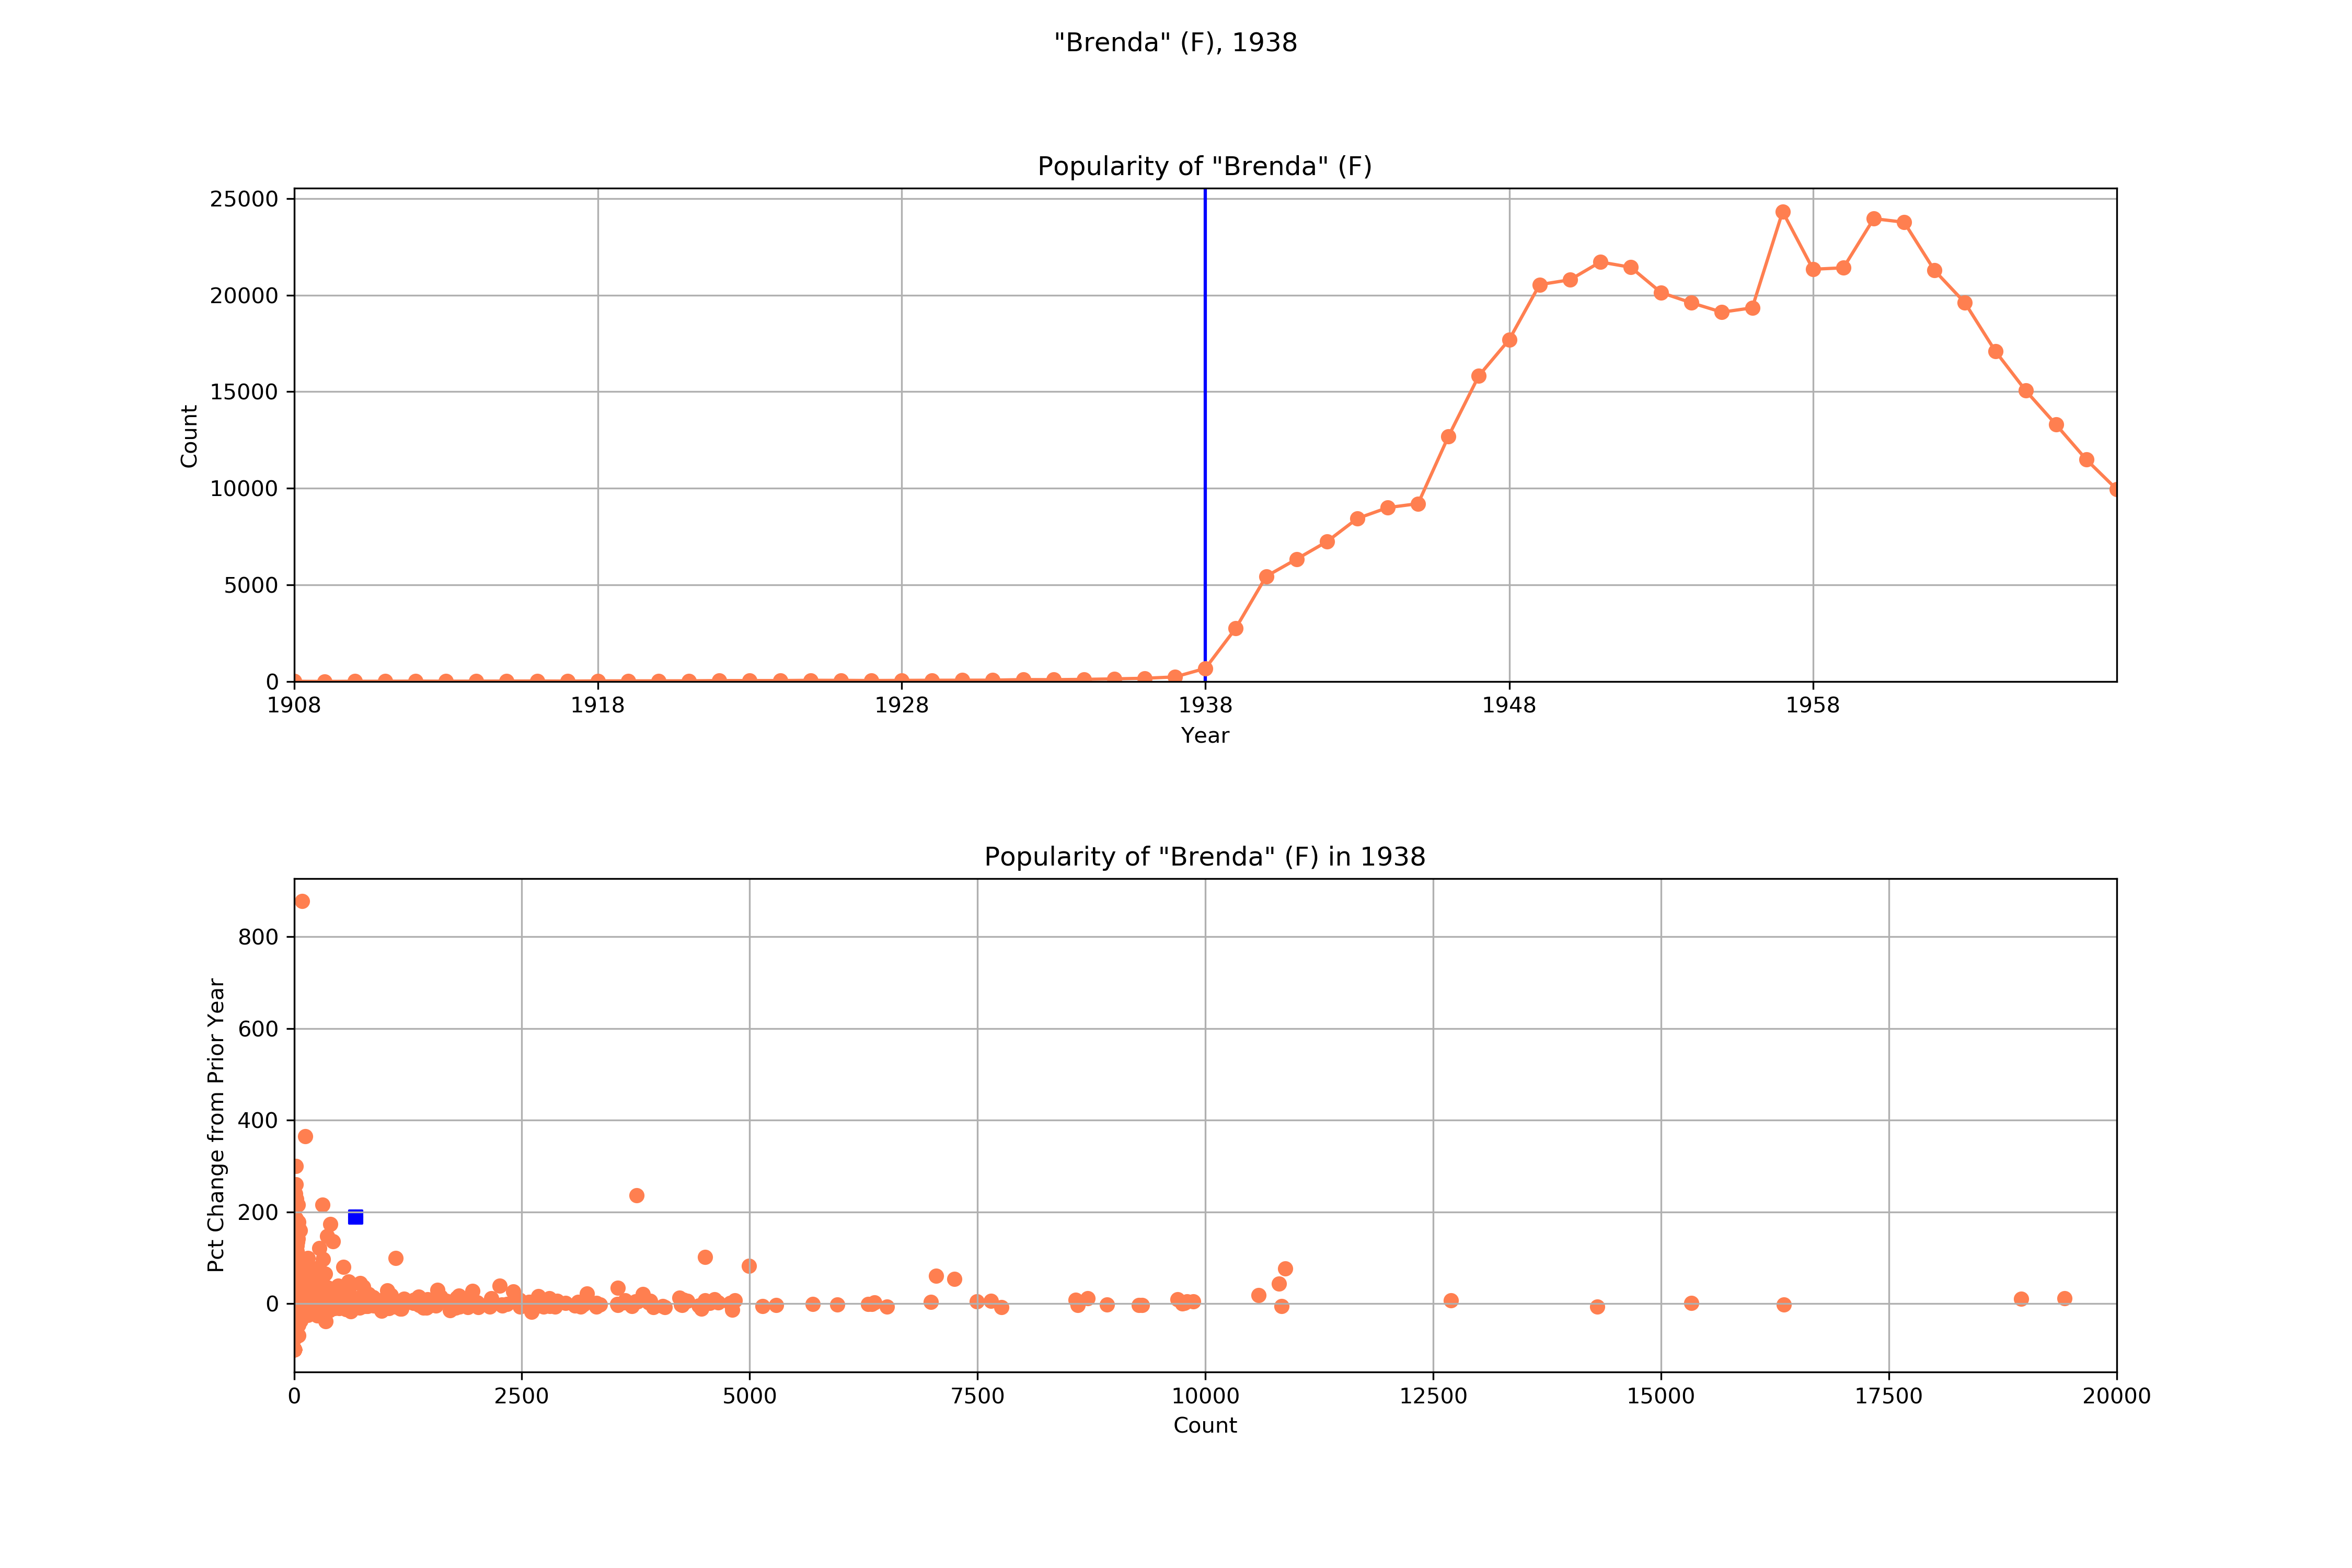 "Brenda" (F), 1938
Popularity of "Brenda" (F)
25000
20000
15000
10000
5000
0
Count
1908 1918 1928 1938 1948 1958
Year
Popularity of "Brenda" (F) in 1938
800
600
400
200
0
Pct Change from Prior Year
0 2500 5000 7500 10000 12500 15000 17500 20000
Count